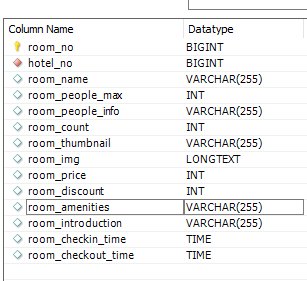 Column Name Datatype
room_no BIGINT
hotel_no BIGINT
room_name VARCHAR(255)
room_people_max INT
room_people_info VARCHAR(255)
room_count INT
room_thumbnail VARCHAR(255)
room_img LONGTEXT
room_price INT
room_discount INT
room_amenities VARCHAR(255)
room_introduction VARCHAR(255)
room_checkin_time TIME
room_checkout_time TIME